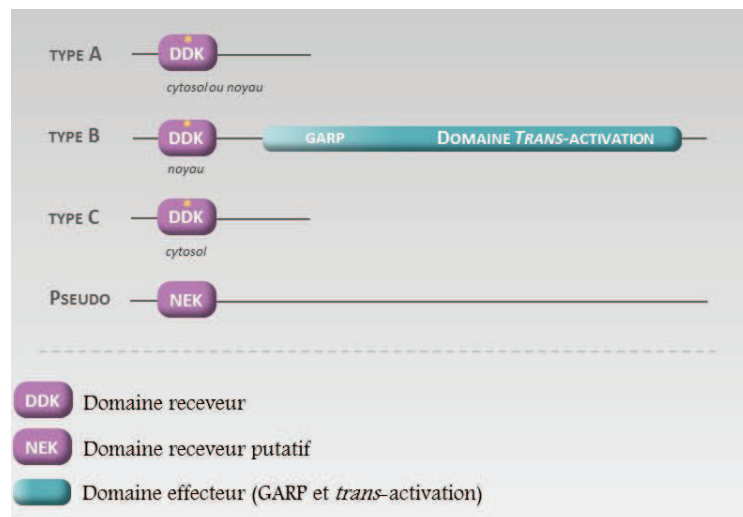 TYPE A DDK*
cytosol ou noyau
TYPE B DDK* GARP DOMAINE TRANS-ACTIVATION
noyau
TYPE C DDK*
cytosol
PSEUDO NEK
DDK Domaine receveur
NEK Domaine receveur putatif
Domaine effecteur (GARP et trans-activation)